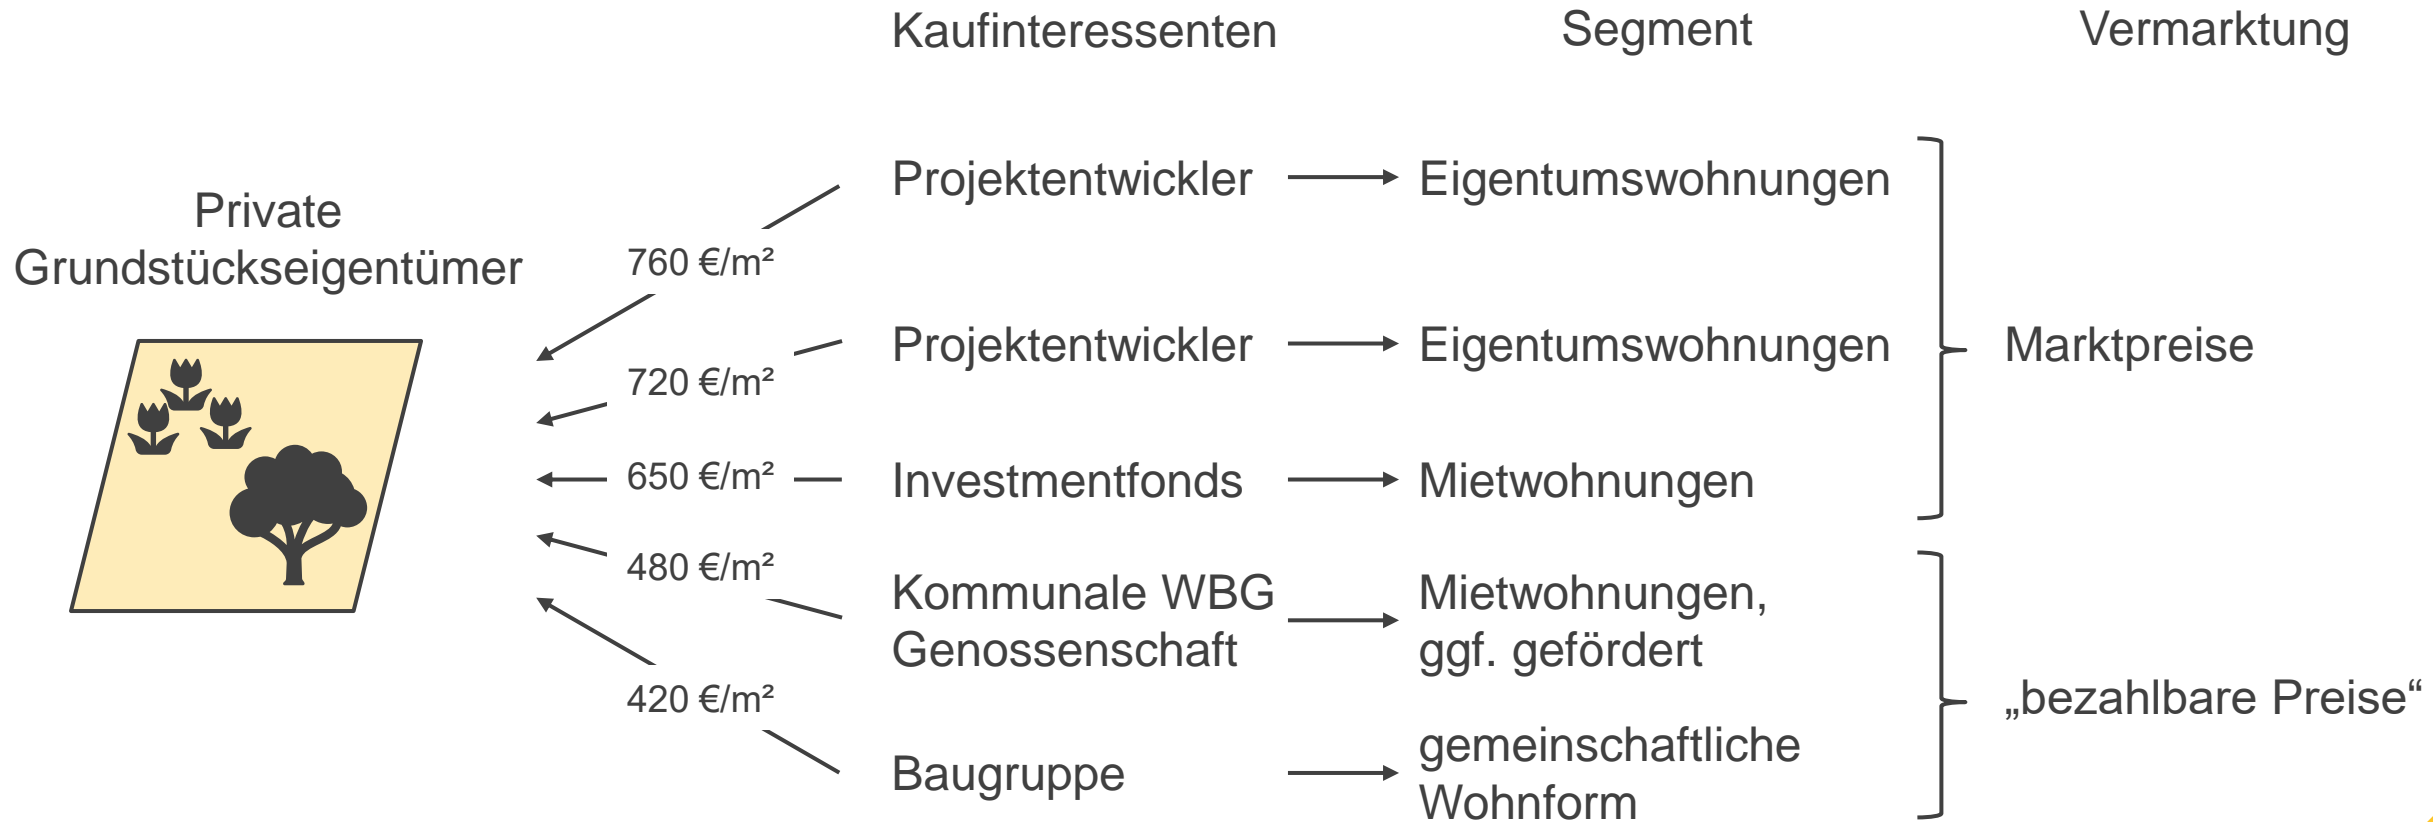 Kaufinteressenten
Segment
Vermarktung
Private
Grundstückseigentümer
760 €/m²
720 €/m²
650 €/m²
480 €/m²
420 €/m²
Projektentwickler
Eigentumswohnungen
Projektentwickler
Eigentumswohnungen
Investmentfonds
Mietwohnungen
Marktpreise
Kommunale WBG
Genossenschaft
Mietwohnungen,
ggf. gefördert
Baugruppe
gemeinschaftliche
Wohnform
„bezahlbare Preise“